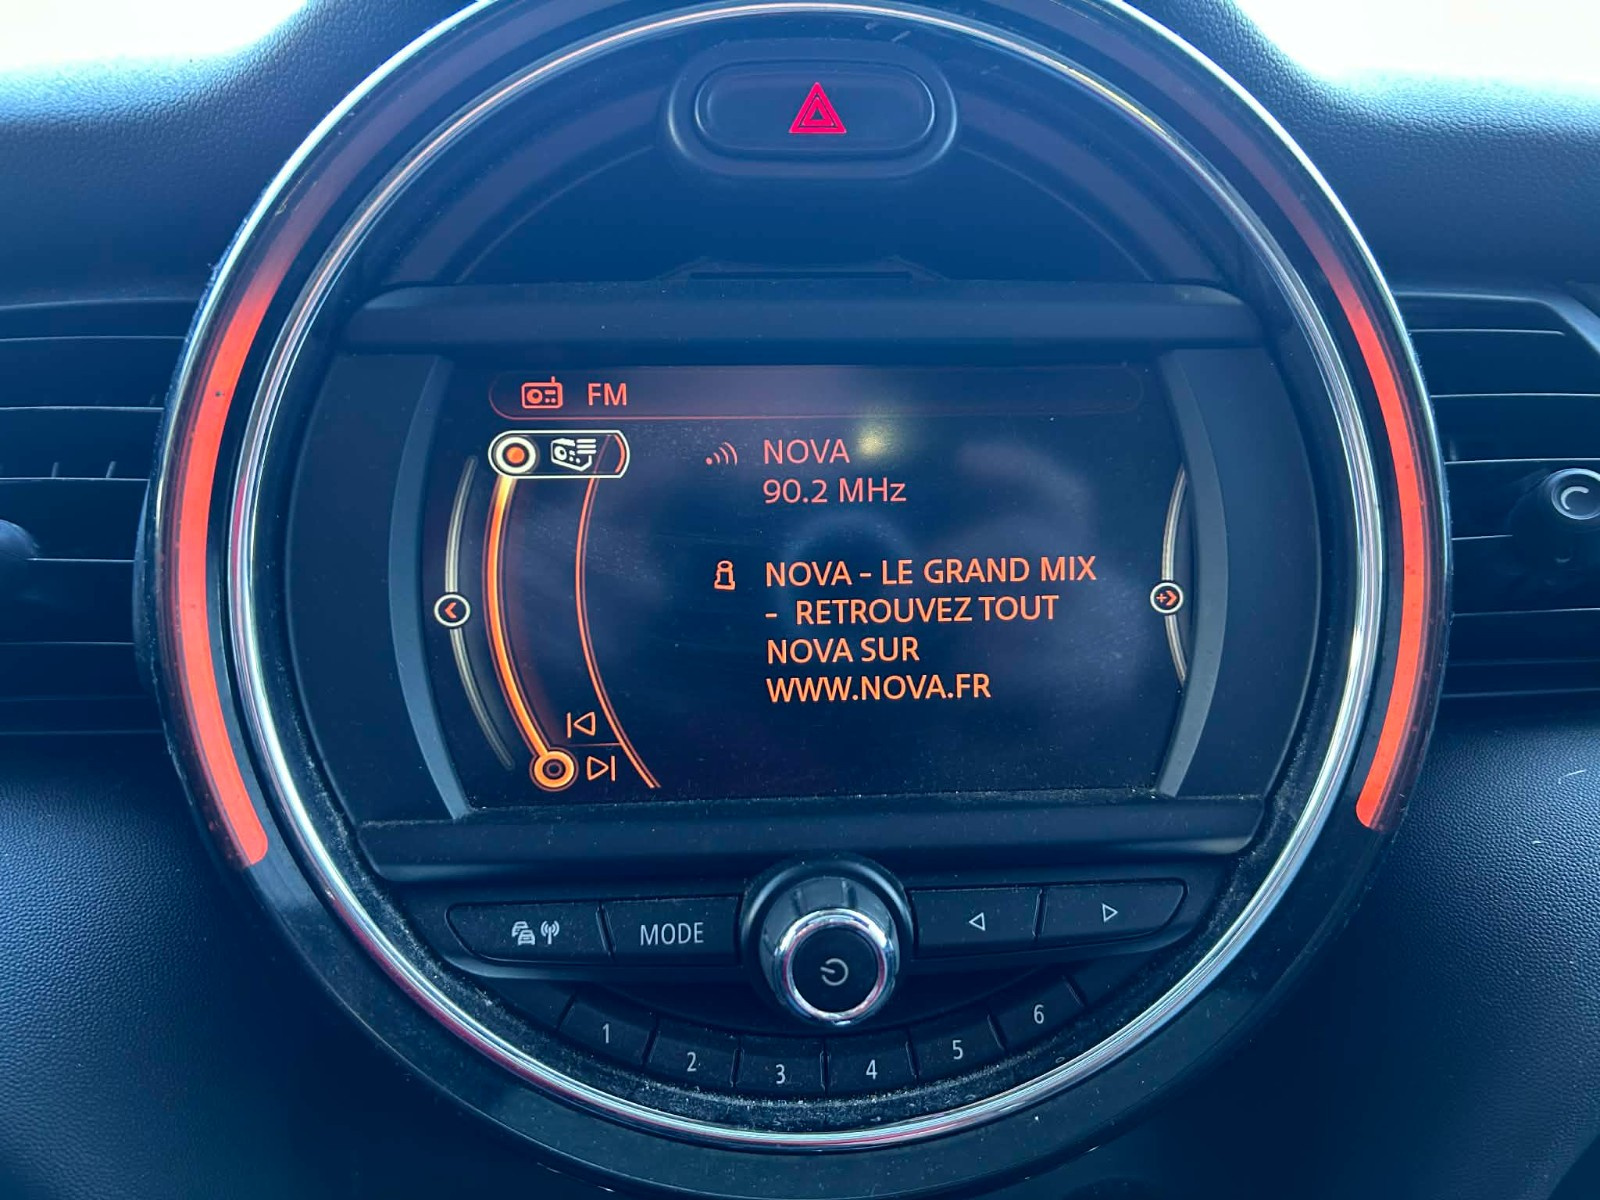 FM
NOVA
90.2 MHz
NOVA - LE GRAND MIX
- RETROUVEZ TOUT
NOVA SUR
WWW.NOVA.FR
MODE
1
2
3
4
5
6